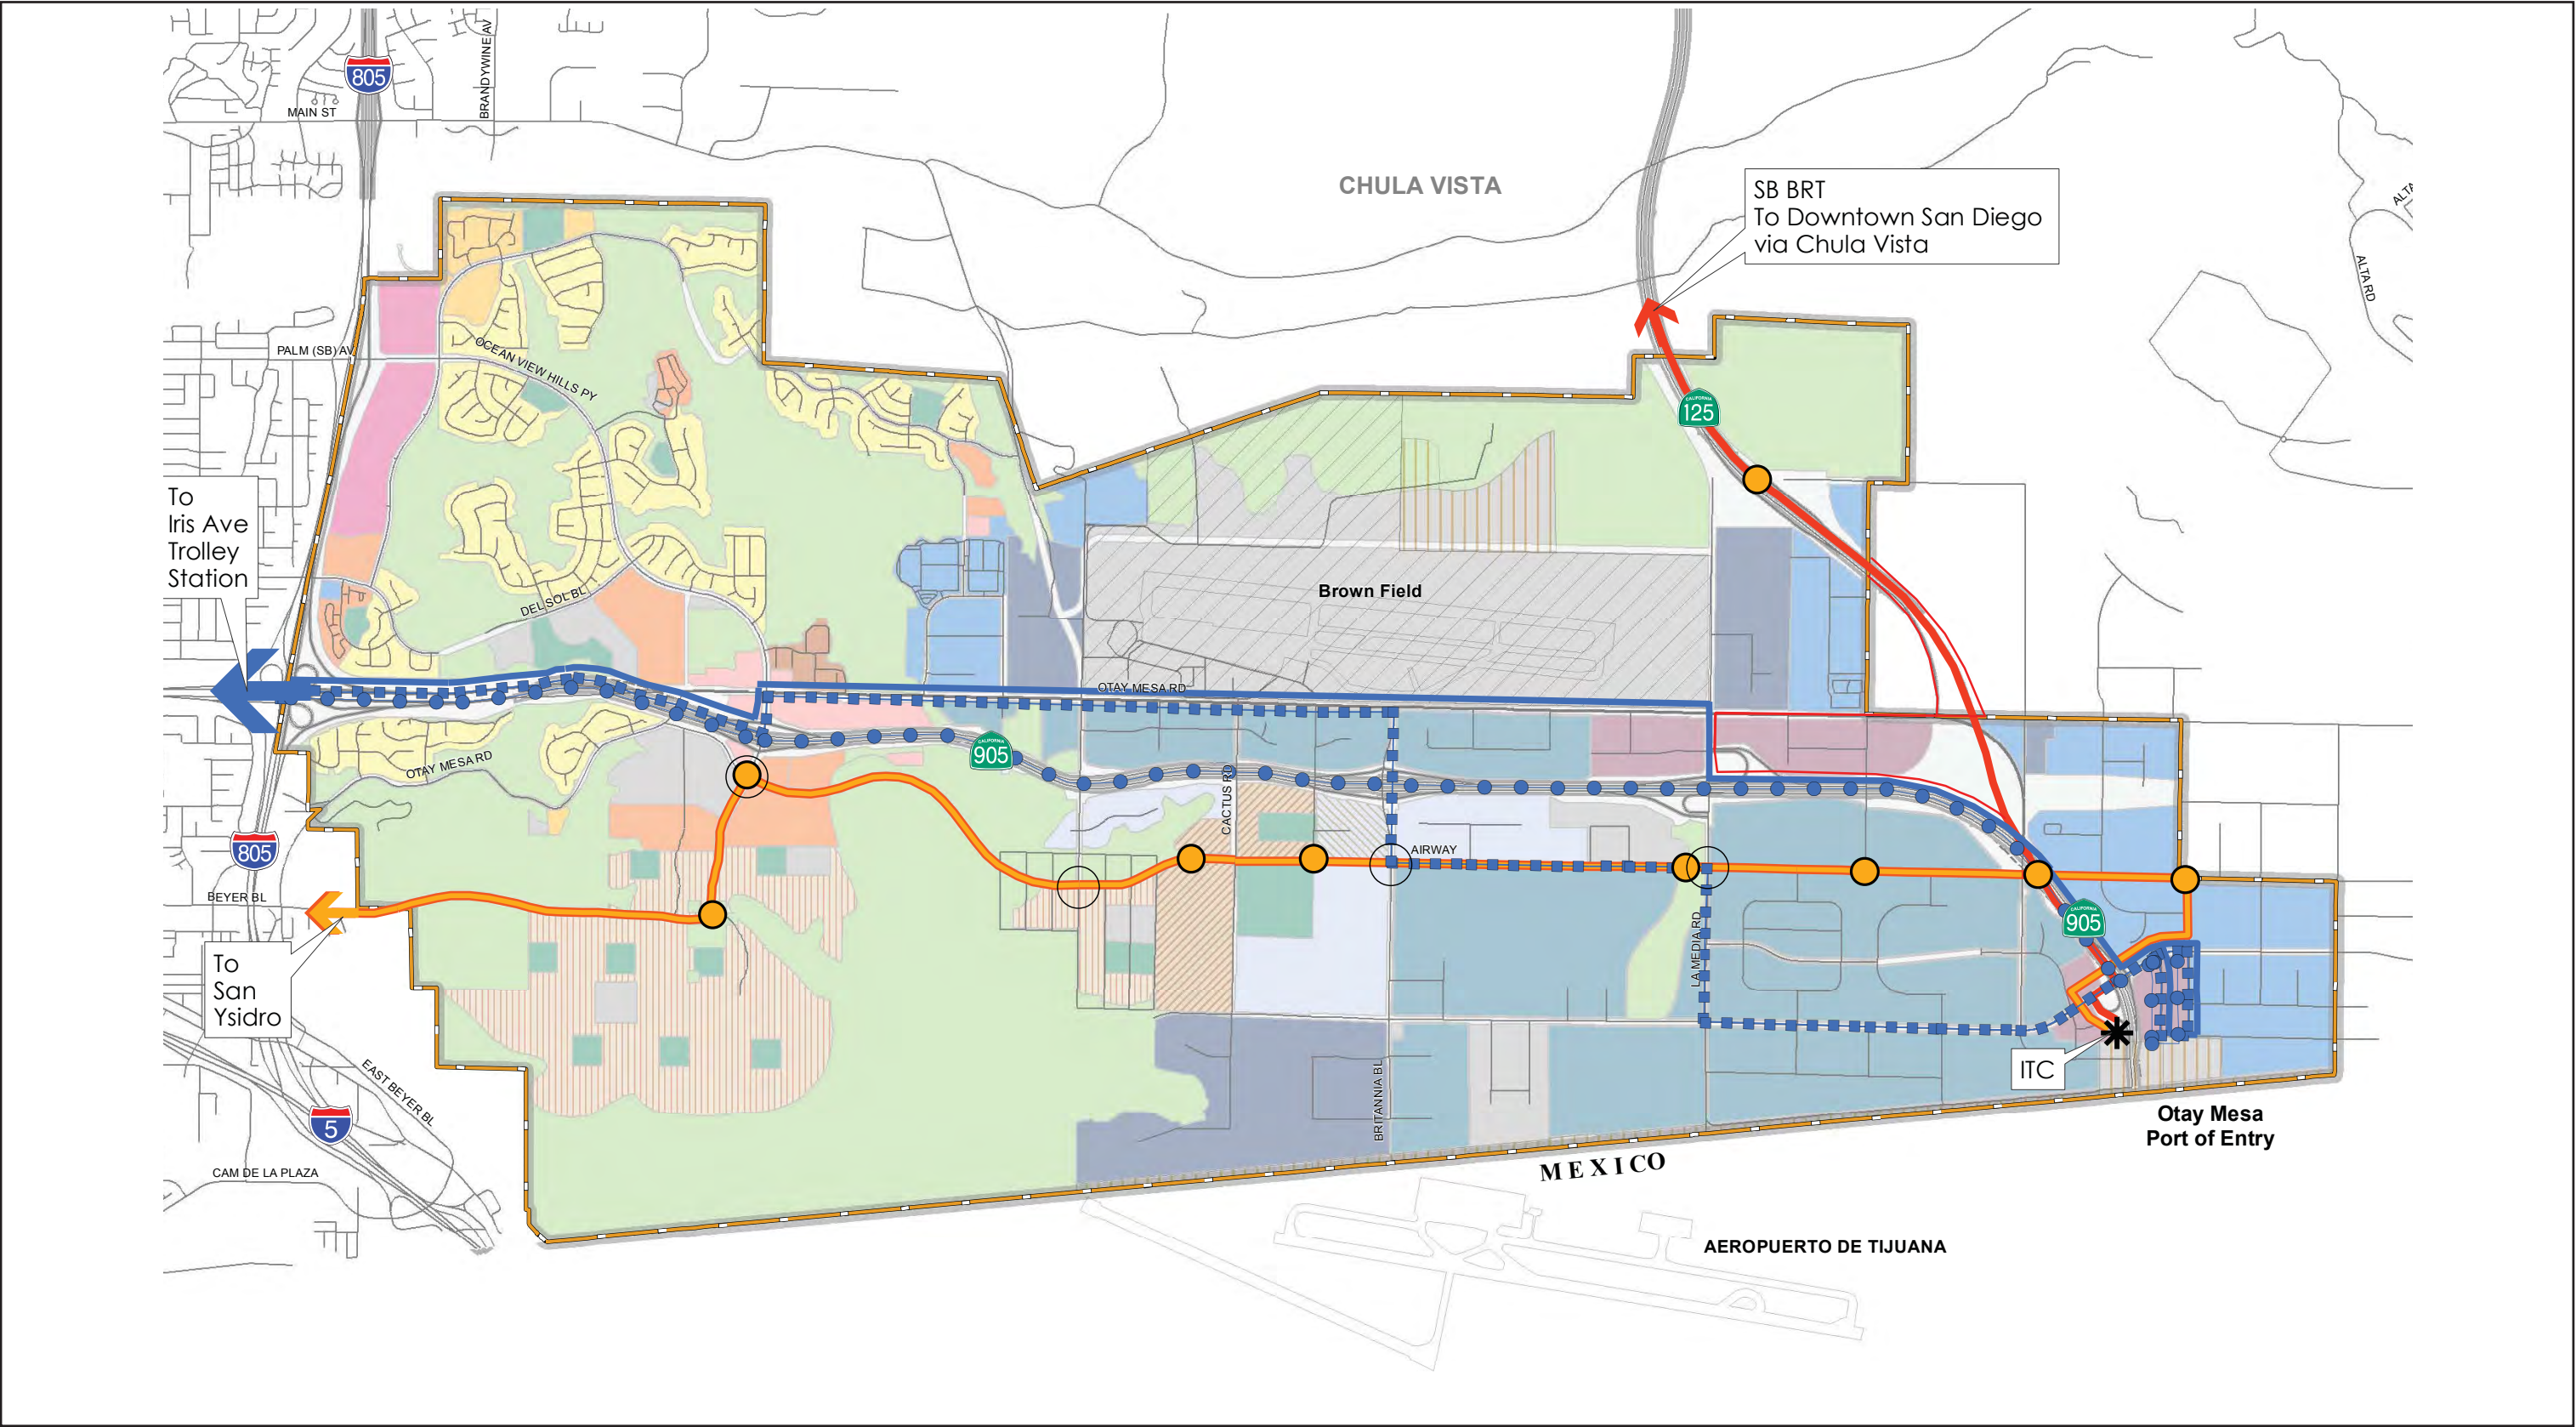 805
MAIN ST
BRANDYWINE AV
CHULA VISTA
SB BRT
To Downtown San Diego
via Chula Vista
ALTA RD
PALM (SB) AV
OCEAN VIEW HILLS PY
CALIFORNIA
125
To
Iris Ave
Trolley
Station
DEL SOL BL
Brown Field
OTAY MESA RD
OTAY MESA RD
CALIFORNIA
905
CACTUS RD
805
AIRWAY
BEYER BL
LA MEDIA RD
CALIFORNIA
905
To
San
Ysidro
ITC
EAST BEYER BL
BRITANNIA BL
5
Otay Mesa
Port of Entry
CAM DE LA PLAZA
MEXICO
AEROPUERTO DE TIJUANA